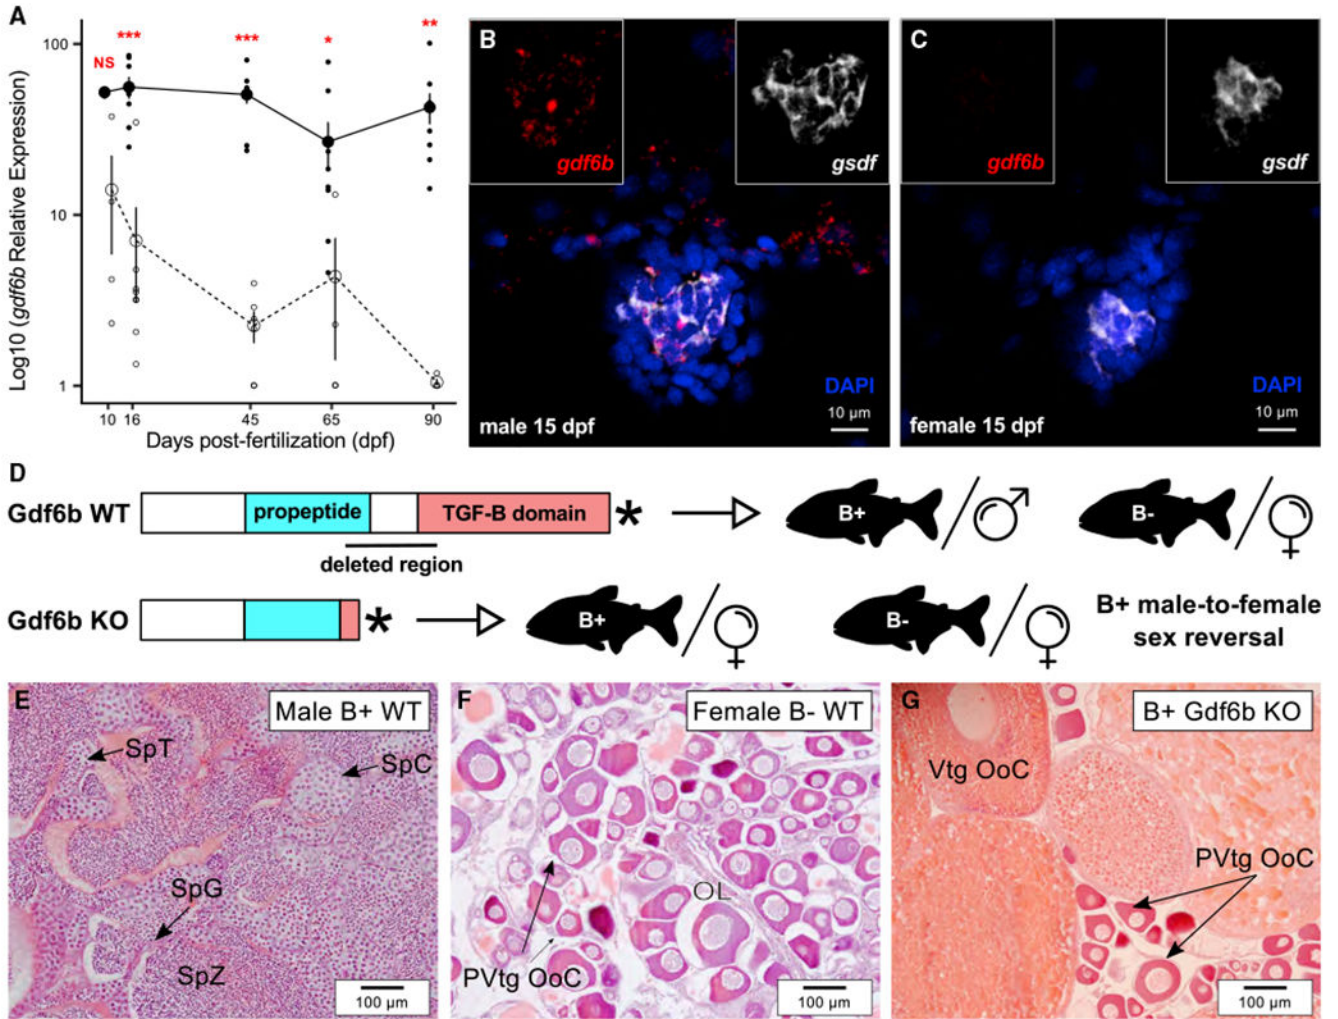 A
Log10 (gdf6b Relative Expression)
100
10
1
NS
***
***
*
**
10 16 45 65 90
Days post-fertilization (dpf)
B
gdf6b
gsdf
DAPI
10 µm
male 15 dpf
C
gdf6b
gsdf
DAPI
10 µm
female 15 dpf
D
Gdf6b WT
propeptide
TGF-B domain
*
deleted region
B+
B-
Gdf6b KO
*
B+
B-
B+ male-to-female
sex reversal
E
Male B+ WT
SpT
SpC
SpG
SpZ
100 µm
F
Female B- WT
OL
PVtg OoC
100 µm
G
B+ Gdf6b KO
Vtg OoC
PVtg OoC
100 µm